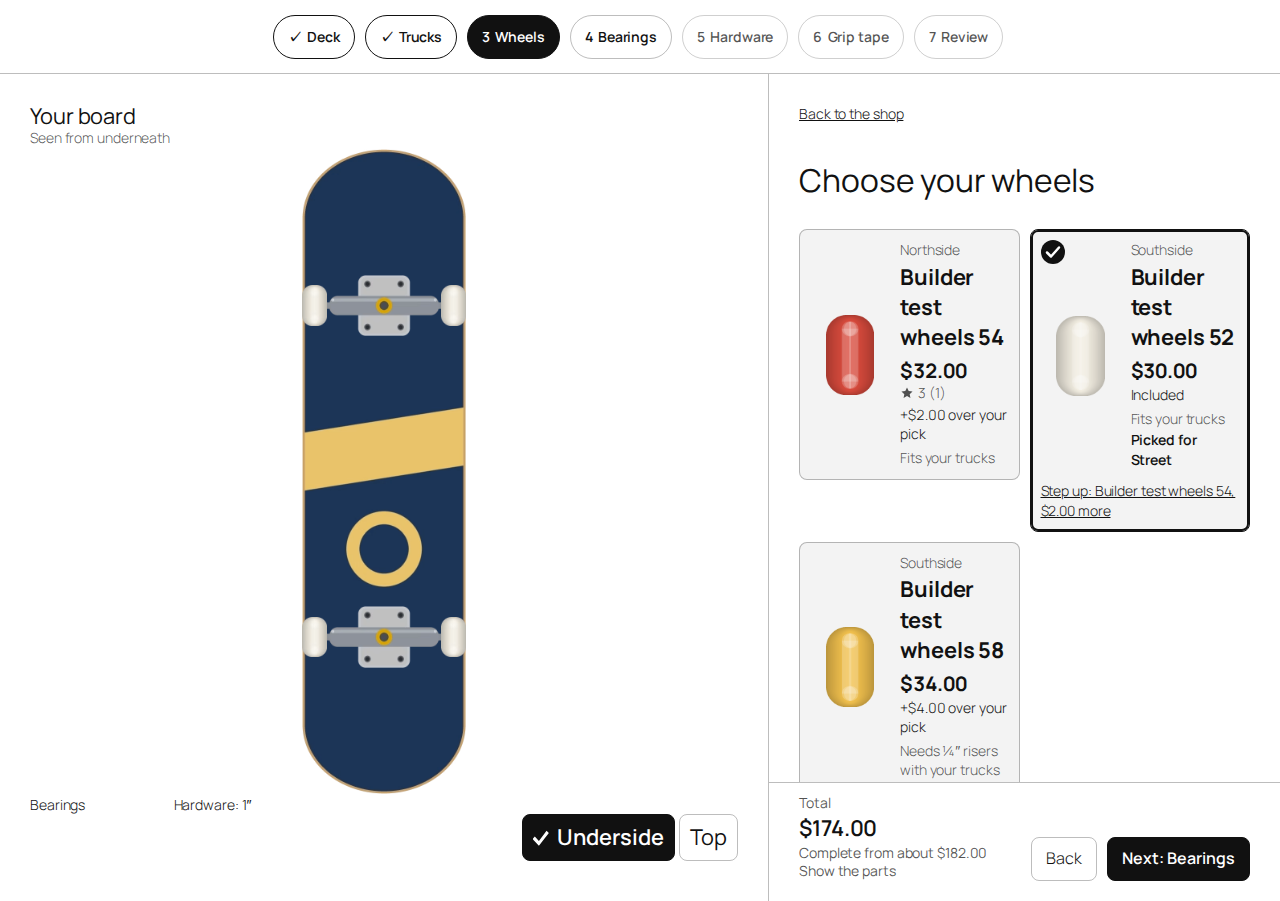 ✓ Deck
✓ Trucks
3 Wheels
4 Bearings
5 Hardware
6 Grip tape
7 Review
Your board
Seen from underneath
Bearings
Hardware: 1″
✓ Underside
Top
Back to the shop
Choose your wheels
Northside
Builder
test
wheels 54
$32.00
★ 3 (1)
+$2.00 over your
pick
Fits your trucks
Southside
Builder
test
wheels 52
$30.00
Included
Fits your trucks
Picked for
Street
Step up: Builder test wheels 54,
$2.00 more
Southside
Builder
test
wheels 58
$34.00
+$4.00 over your
pick
Needs ¼″ risers
with your trucks
Total
$174.00
Complete from about $182.00
Show the parts
Back
Next: Bearings